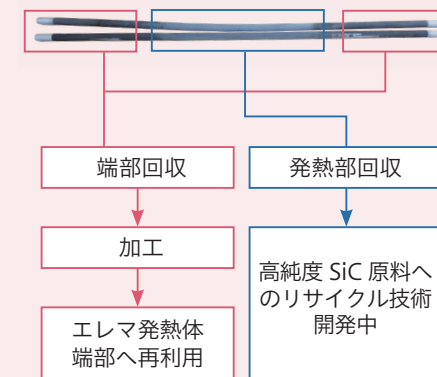 端部回収
発熱部回収
加工
高純度 SiC 原料へ
のリサイクル技術
開発中
エレマ発熱体
端部へ再利用